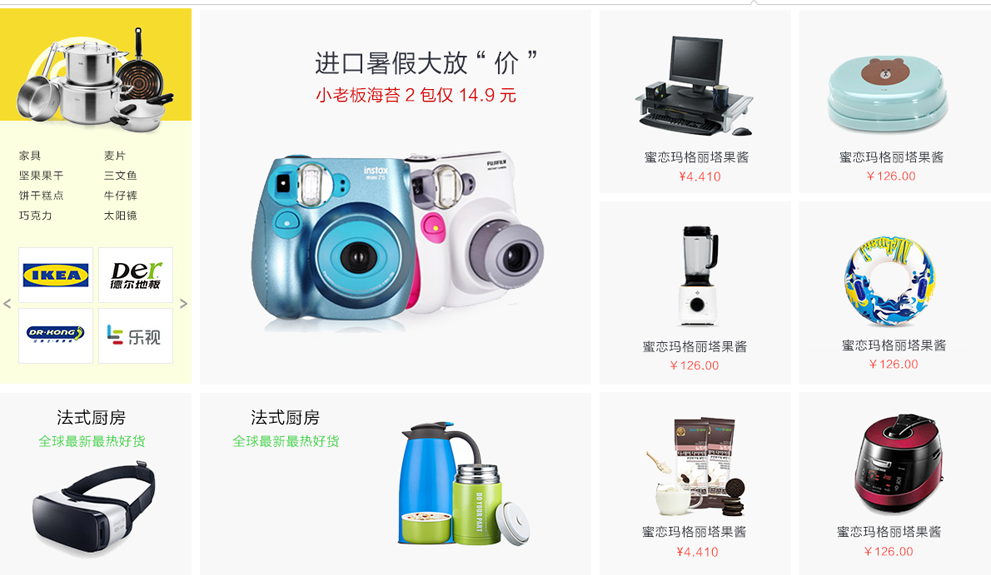 家具
麦片
坚果果干
三文鱼
饼干糕点
牛仔裤
巧克力
太阳镜
IKEA
Der
德尔地板
DR·KONG
乐视
<
>
进口暑假大放“价”
小老板海苔 2 包仅 14.9 元
instax
mini 7S
FUJIFILM
蜜恋玛格丽塔果酱
¥4.410
蜜恋玛格丽塔果酱
¥126.00
蜜恋玛格丽塔果酱
¥126.00
蜜恋玛格丽塔果酱
¥126.00
法式厨房
全球最新最热好货
法式厨房
全球最新最热好货
DO YOUR PART
蜜恋玛格丽塔果酱
¥4.410
蜜恋玛格丽塔果酱
¥126.00